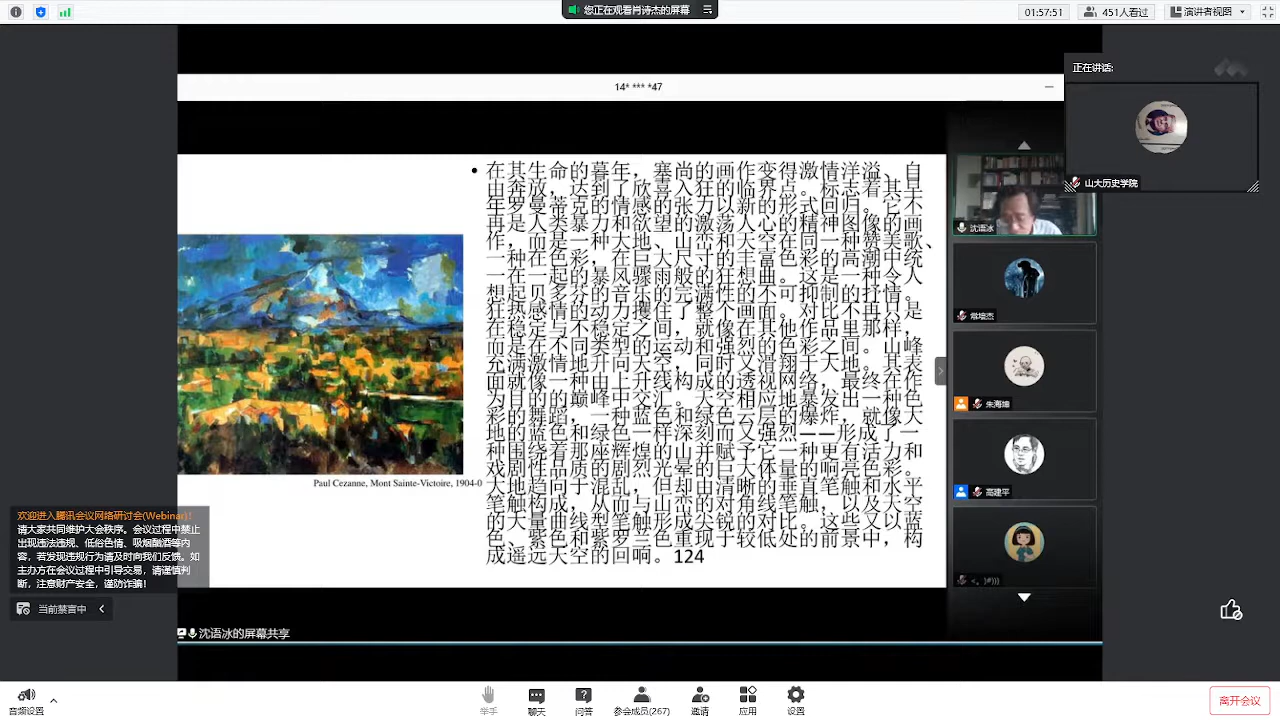 您正在观看肖诗杰的屏幕
01:57:51
451人看过
演讲者视图
14* *** *47
正在讲话:
山大历史学院
• 在其生命的暮年，塞尚的画作变得激情洋溢、自
由奔放，达到了欣喜入狂的临界点。标志着其早
年罗曼蒂克的情感的张力以新的形式回归。它不
再是人类暴力和欲望的激荡人心的精神图像的画
作，而是一种大地、山峦和天空在同一种赞美歌、
一种在色彩，在巨大尺寸的丰富色彩的高潮中统
一在一起的暴风骤雨般的狂想曲。这是一种令人
想起贝多芬的音乐的完满性的不可抑制的抒情。
狂热感情的动力攫住了整个画面。对比不再只是
在稳定与不稳定之间，就像在其他作品里那样，
而是在不同类型的运动和强烈的色彩之间。山峰
充满激情地升向天空，同时又滑翔于大地。其表
面就像一种由上升线构成的透视网络，最终在作
为目的的巅峰中交汇。天空相应地暴发出一种色
彩的舞蹈，一种蓝色和绿色云层的爆炸，就像大
地的蓝色和绿色一样深刻而又强烈——形成了一
种围绕着那座辉煌的山并赋予它一种更有活力和
戏剧性品质的剧烈光晕的巨大体量的响亮色彩。
大地趋向于混乱，但却由清晰的垂直笔触和水平
笔触构成，从而与山峦的对角线笔触，以及天空
的大量曲线型笔触形成尖锐的对比。这些又以蓝
色、紫色和紫罗兰色重现于较低处的前景中，构
成遥远天空的回响。124
Paul Cezanne, Mont Sainte-Victoire, 1904-0
沈语冰
常培杰
朱海坤
高建平
欢迎进入腾讯会议网络研讨会(Webinar)!
请大家共同维护大会秩序。会议过程中禁止
出现违法违规、低俗色情、吸烟酗酒等内
容，若发现违规行为请及时向我们反馈。如
主办方在会议过程中引导交易，请谨慎判
断，注意财产安全，谨防诈骗!
当前禁言中
沈语冰的屏幕共享
音频设置
举手
聊天
问答
参会成员(267)
邀请
应用
设置
离开会议